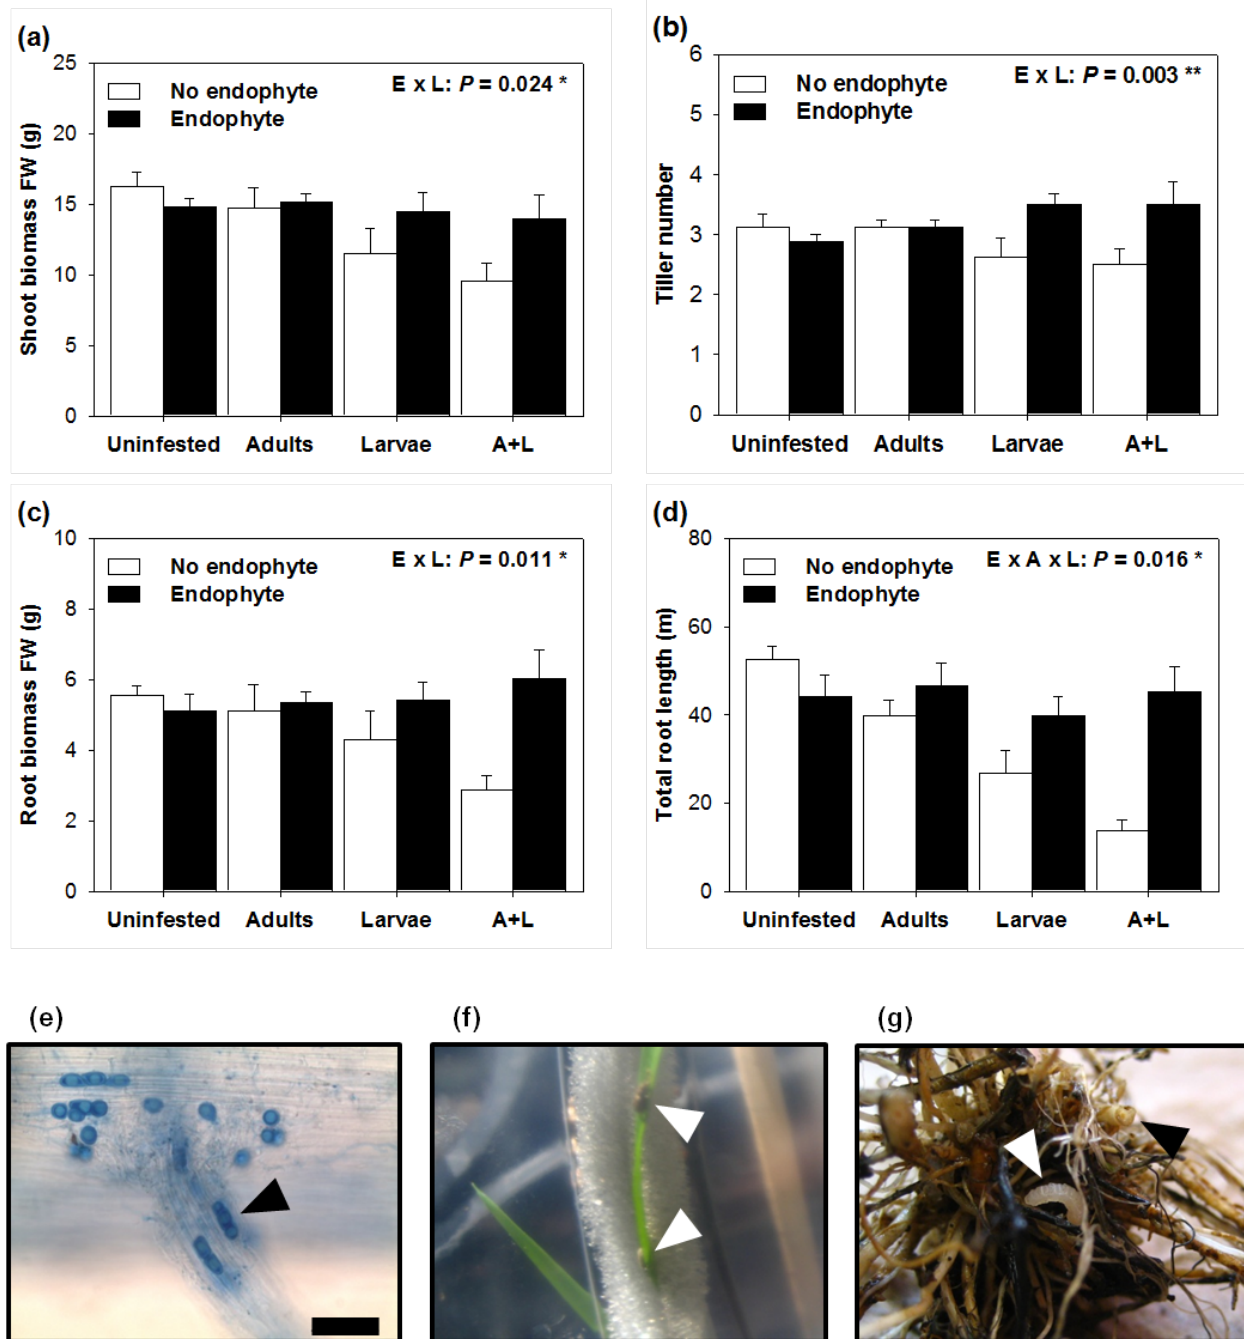 (a)
25
20
15
10
5
0
Shoot biomass FW (g)
No endophyte
Endophyte
E x L: P = 0.024 *
Uninfested Adults Larvae A+L
(b)
6
5
4
3
2
1
0
Tiller number
No endophyte
Endophyte
E x L: P = 0.003 **
Uninfested Adults Larvae A+L
(c)
10
8
6
4
2
0
Root biomass FW (g)
No endophyte
Endophyte
E x L: P = 0.011 *
Uninfested Adults Larvae A+L
(d)
80
60
40
20
0
Total root length (m)
No endophyte
Endophyte
E x A x L: P = 0.016 *
Uninfested Adults Larvae A+L
(e)
(f)
(g)